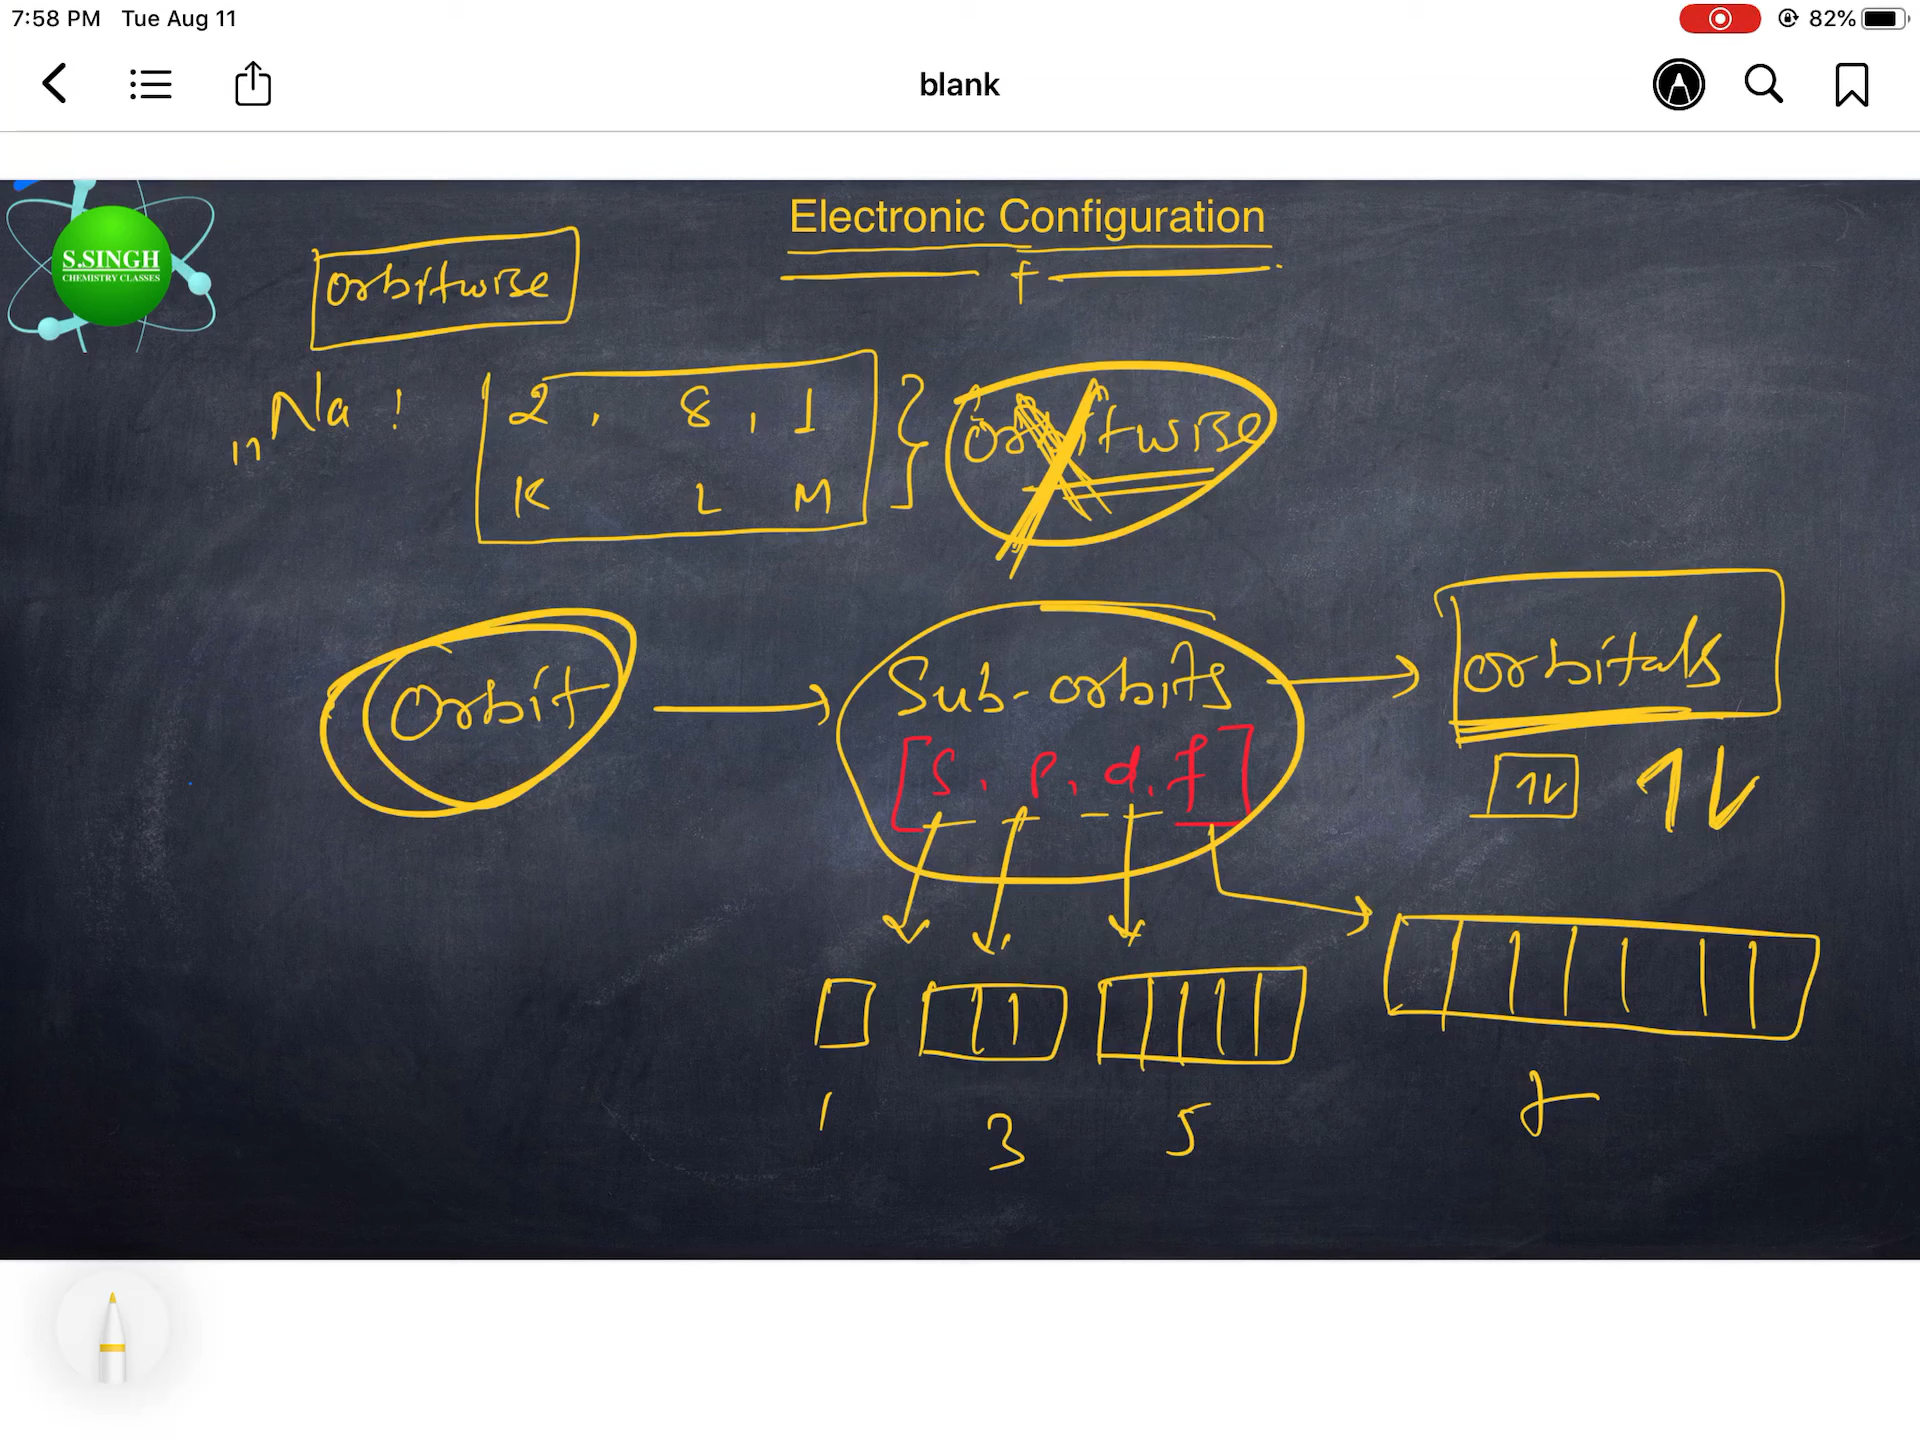 7:58 PM Tue Aug 11
82%
blank
S.SINGH
CHEMISTRY CLASSES
Electronic Configuration
orbitwise
11Na : 2, 8, 1
K L M
orbitwise
Orbit → Sub-orbits → orbitals
[s, p, d, f]
1 3 5 7